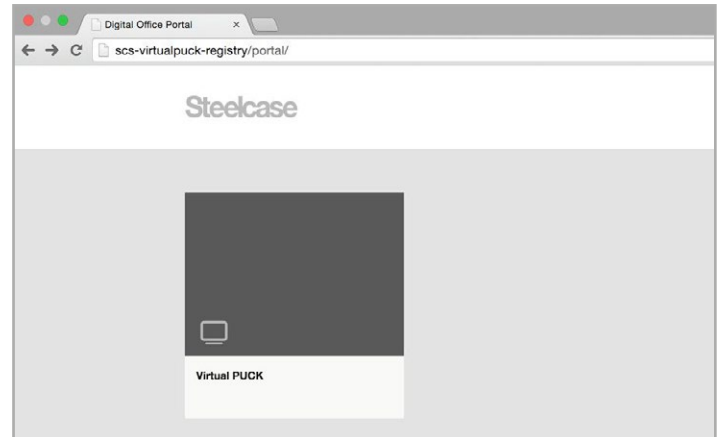 Digital Office Portal
scs-virtualpuck-registry/portal/
Steelcase
Virtual PUCK